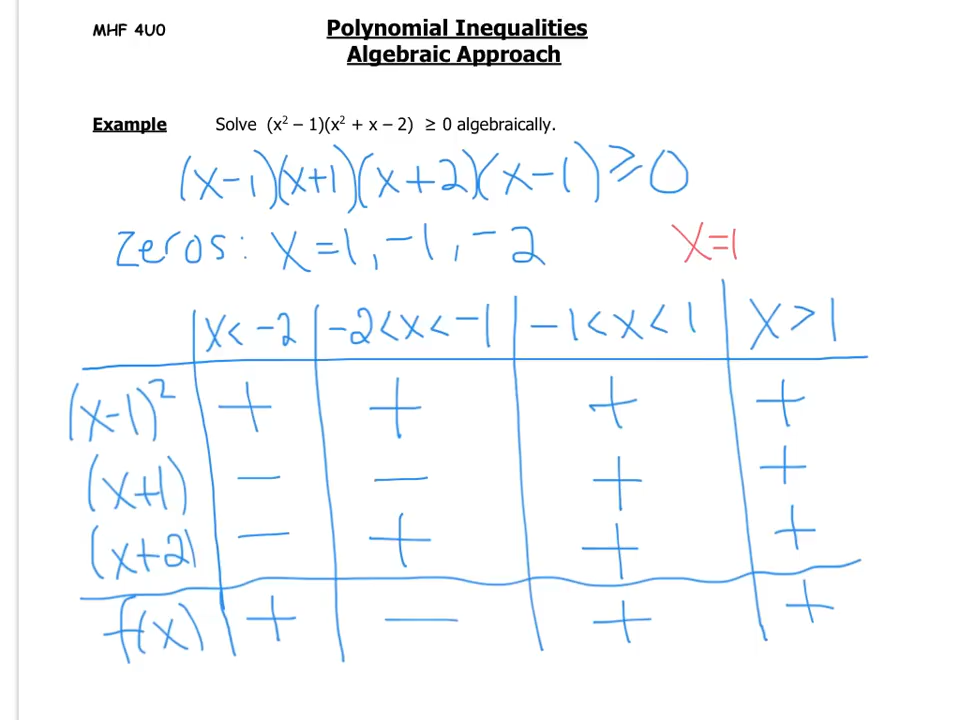 MHF 4U0
Polynomial Inequalities
Algebraic Approach
Example Solve (x² – 1)(x² + x – 2) ≥ 0 algebraically.
(x-1)(x+1)(x+2)(x-1) ≥ 0
Zeros: x = 1, -1, -2 x=1
x < -2 -2<x<-1 -1<x<1 x>1
(x-1)² + + + +
(x+1) - - + +
(x+2) - + + +
f(x) + - + +